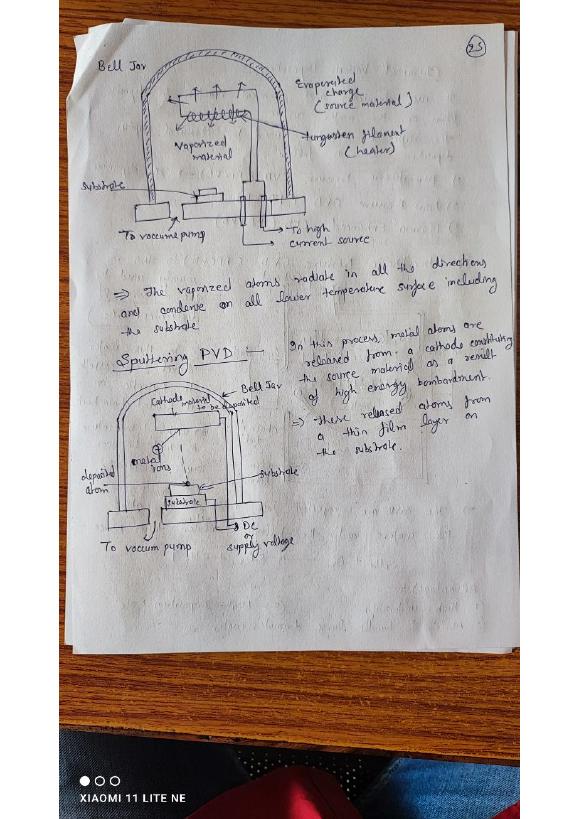 25
Bell Jar
Evaporated
charge
(source material)
tungasten filament
(heater)
Vaporized
material
substrate
To vaccume pump
To high
current source
⇒ The vaporized atoms radiate in all the directions
and condense on all lower temperature surface including
the substrate
Sputtering PVD –
In this process, metal atoms are
released from a cathode constituting
the source material as a result
of high energy bombardment.
⇒ these released atoms from
a thin film layer on
the substrate.
Bell Jar
Cathode material
to be deposited
+
metal
ions
deposited
atom
substrate
substrate
DC
supply voltage
To vaccum pump
XIAOMI 11 LITE NE